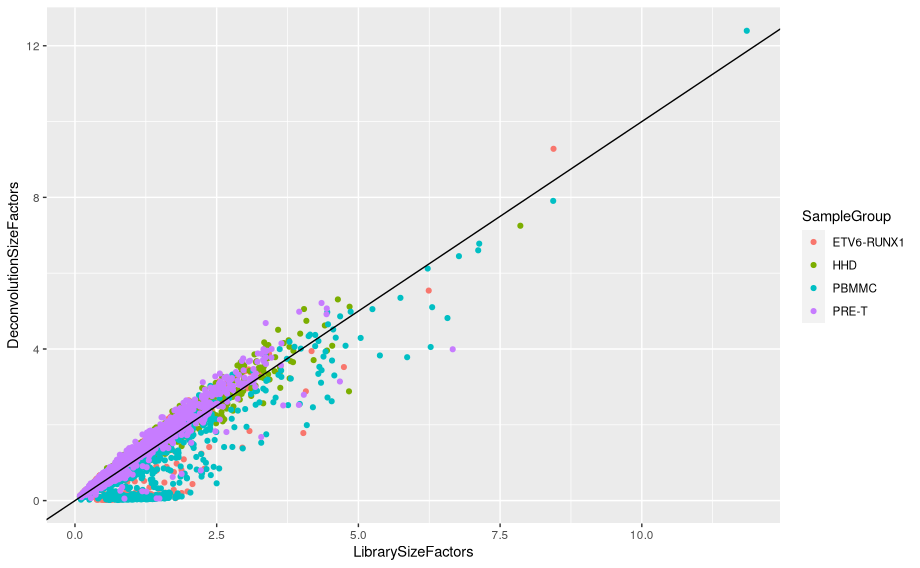 DeconvolutionSizeFactors
12
8
4
0
0.0 2.5 5.0 7.5 10.0
LibrarySizeFactors
SampleGroup
ETV6-RUNX1
HHD
PBMMC
PRE-T